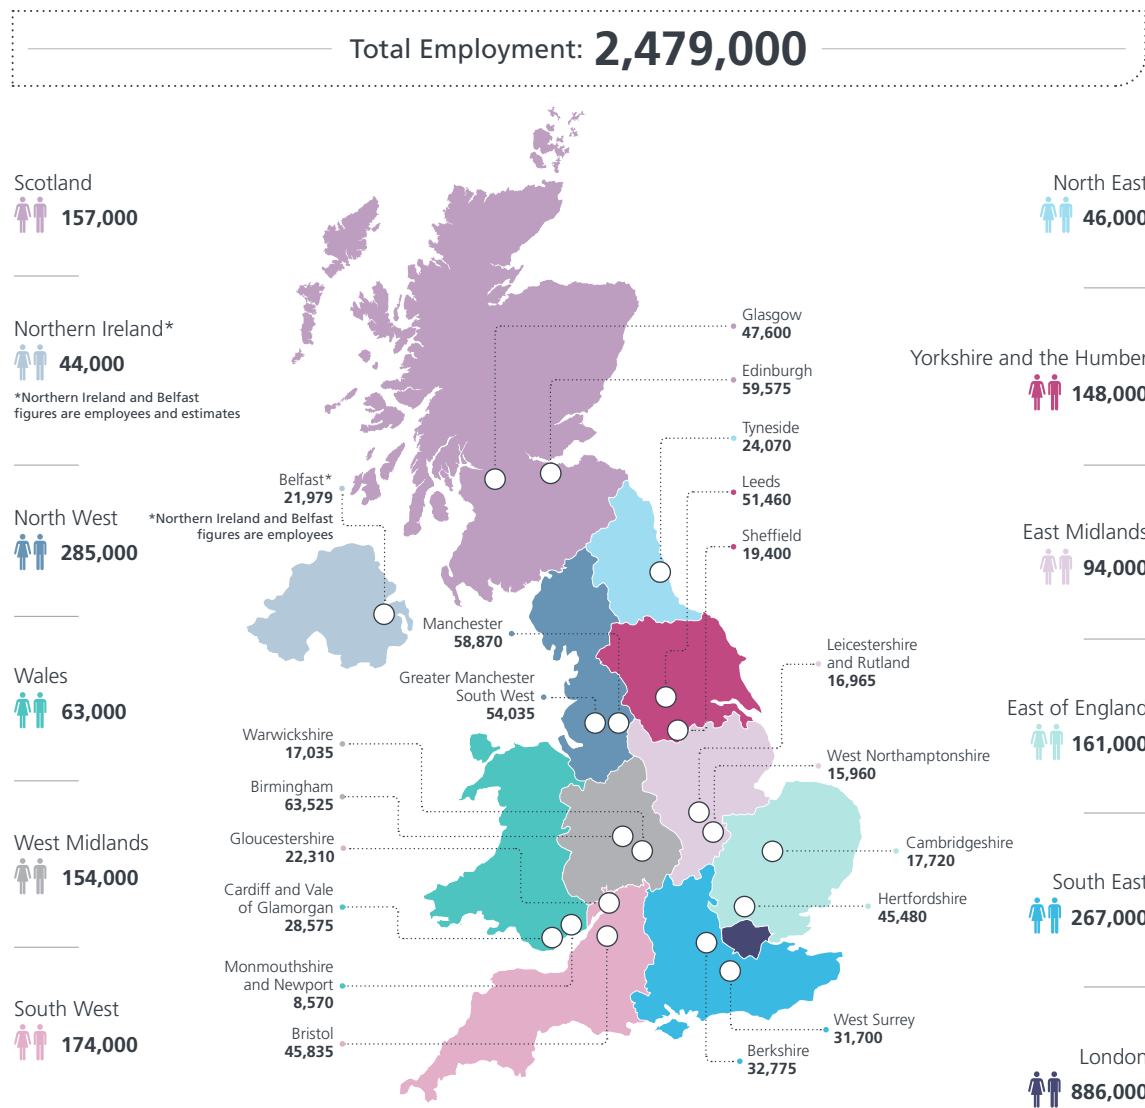 Total Employment: 2,479,000
Scotland
157,000
Northern Ireland*
44,000
*Northern Ireland and Belfast
figures are employees and estimates
North West
285,000
Wales
63,000
West Midlands
154,000
South West
174,000
Belfast*
21,979
*Northern Ireland and Belfast
figures are employees
Manchester
58,870
Greater Manchester
South West
54,035
Warwickshire
17,035
Birmingham
63,525
Gloucestershire
22,310
Cardiff and Vale
of Glamorgan
28,575
Monmouthshire
and Newport
8,570
Bristol
45,835
Glasgow
47,600
Edinburgh
59,575
Tyneside
24,070
Leeds
51,460
Sheffield
19,400
Leicestershire
and Rutland
16,965
West Northamptonshire
15,960
Cambridgeshire
17,720
Hertfordshire
45,480
West Surrey
31,700
Berkshire
32,775
North East
46,000
Yorkshire and the Humber
148,000
East Midlands
94,000
East of England
161,000
South East
267,000
London
886,000